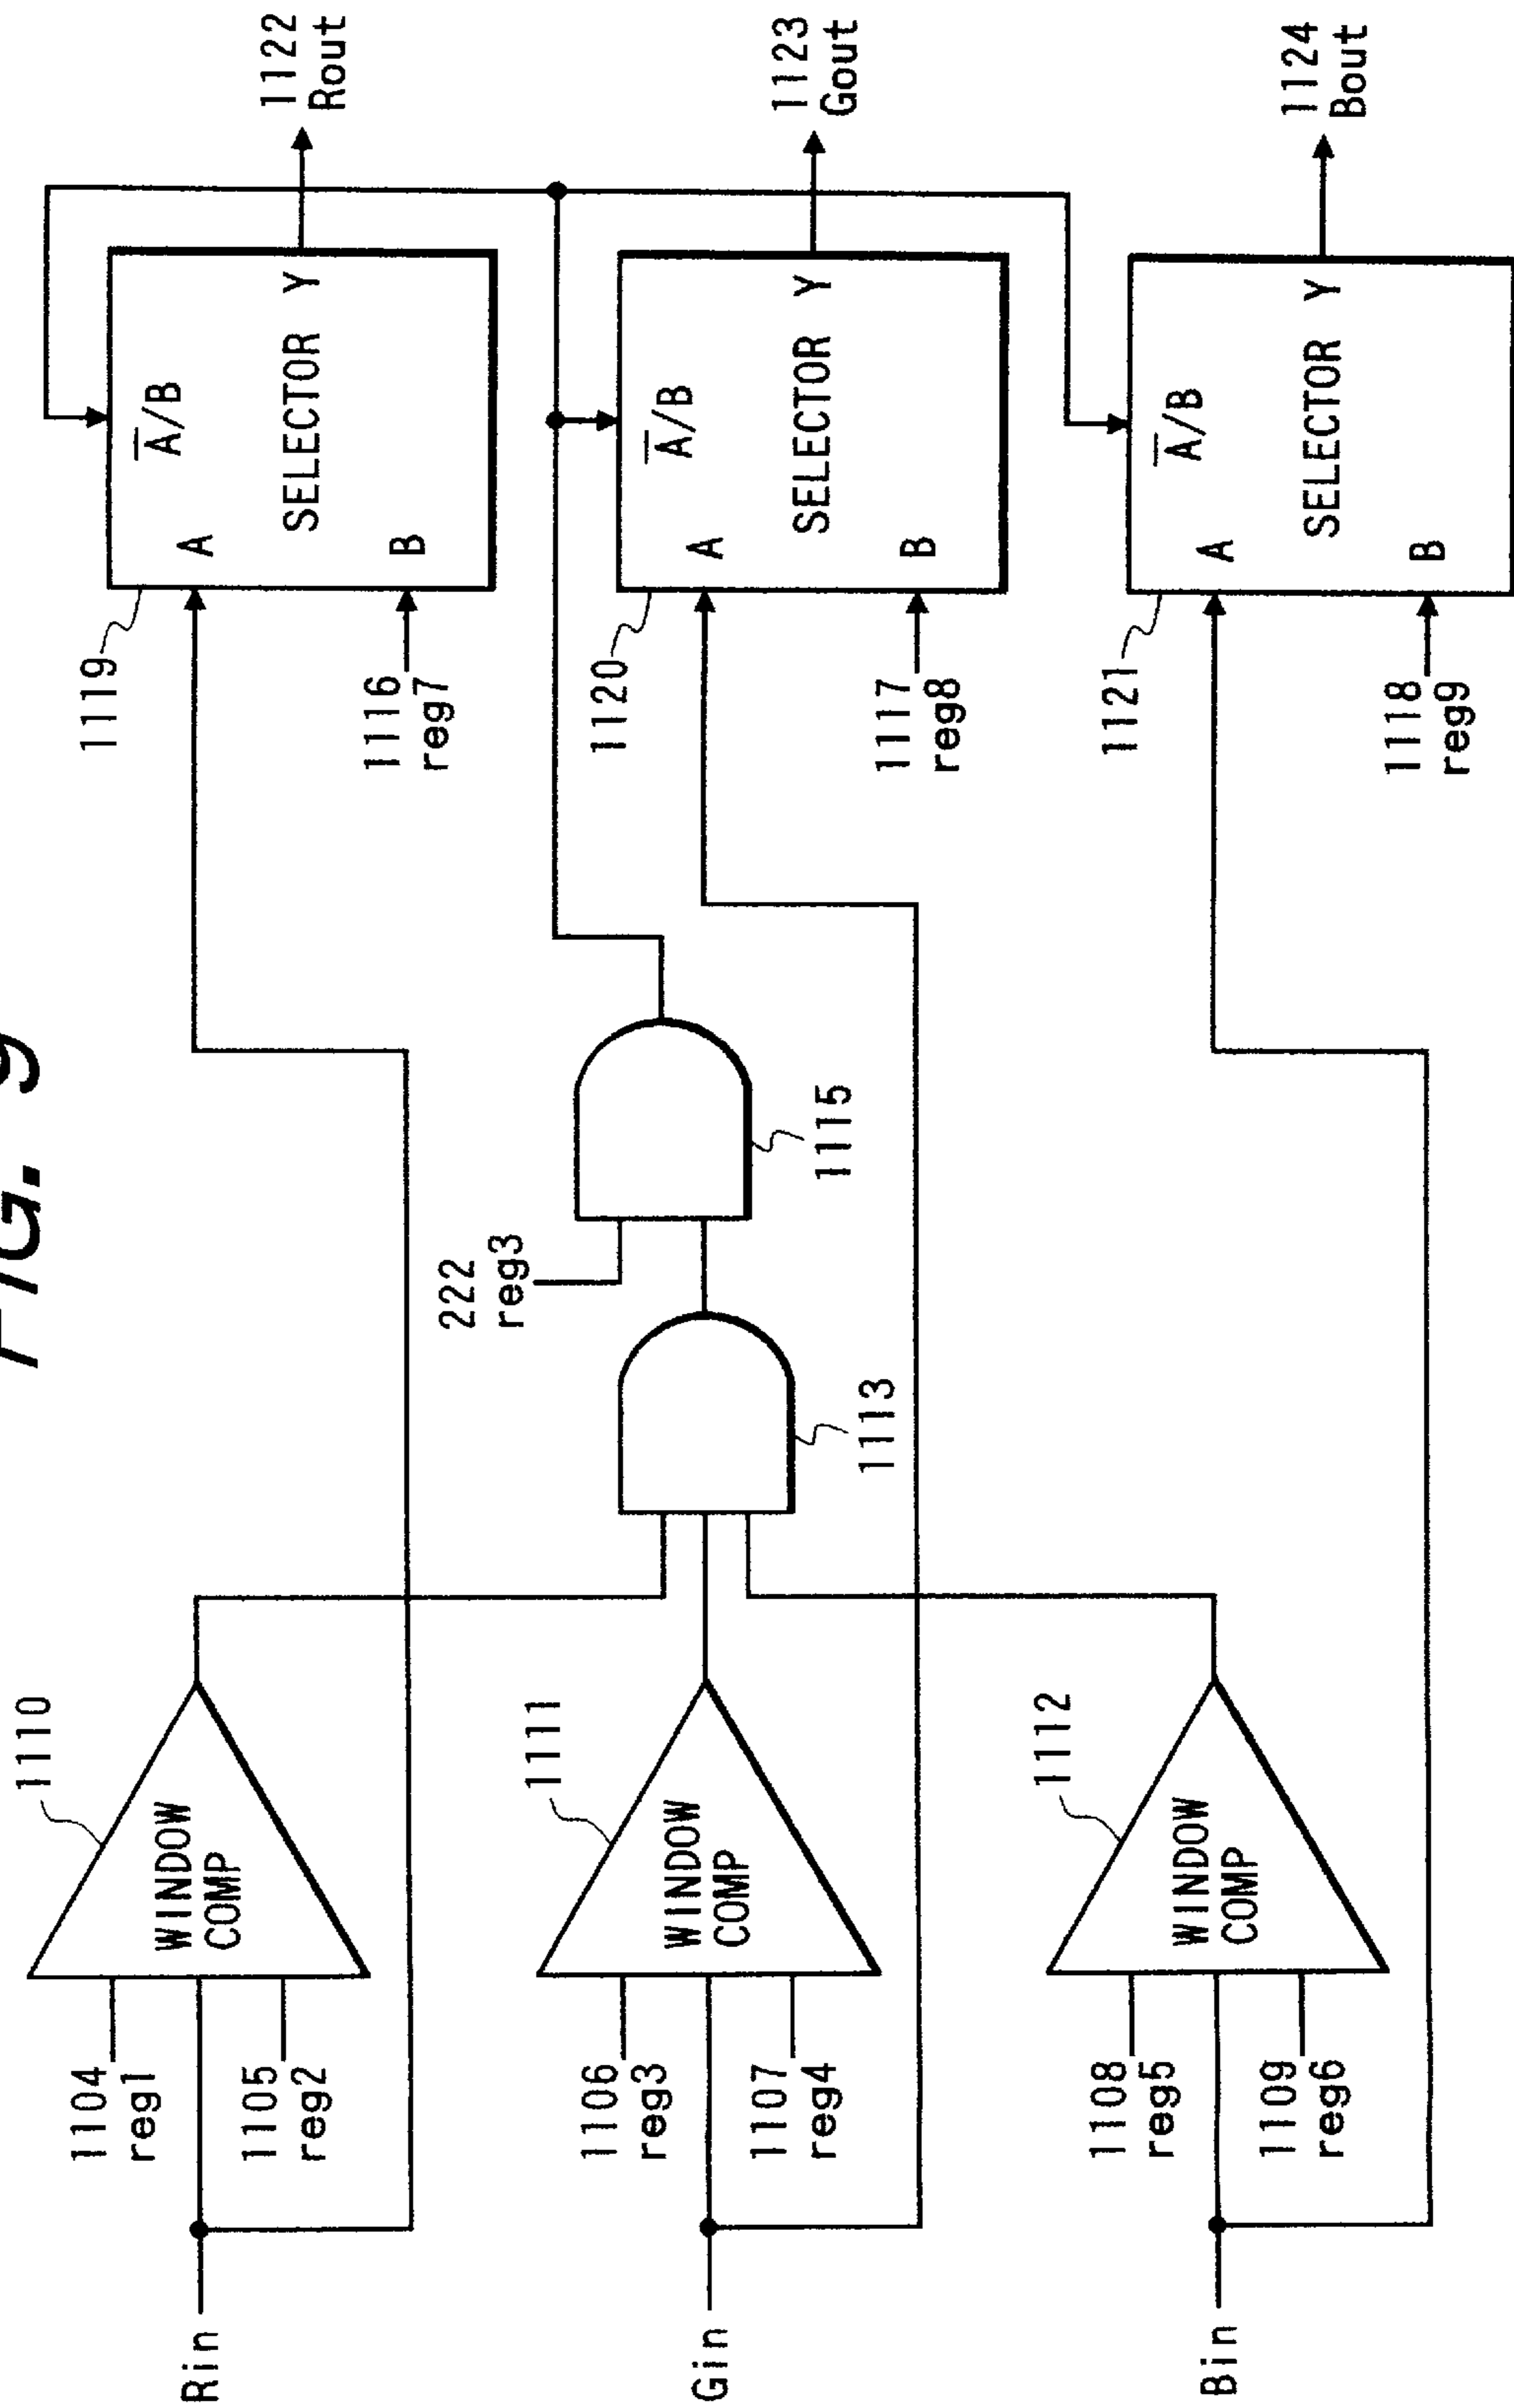 FIG. 9
Rin
1104
reg1
1105
reg2
WINDOW
COMP
1110
Gin
1106
reg3
1107
reg4
WINDOW
COMP
1111
Bin
1108
reg5
1109
reg6
WINDOW
COMP
1112
1113
222
reg3
1115
1119
1116
reg7
A
B
A̅/B
SELECTOR
Y
1122
Rout
1120
1117
reg8
A
B
A̅/B
SELECTOR
Y
1123
Gout
1121
1118
reg9
A
B
A̅/B
SELECTOR
Y
1124
Bout